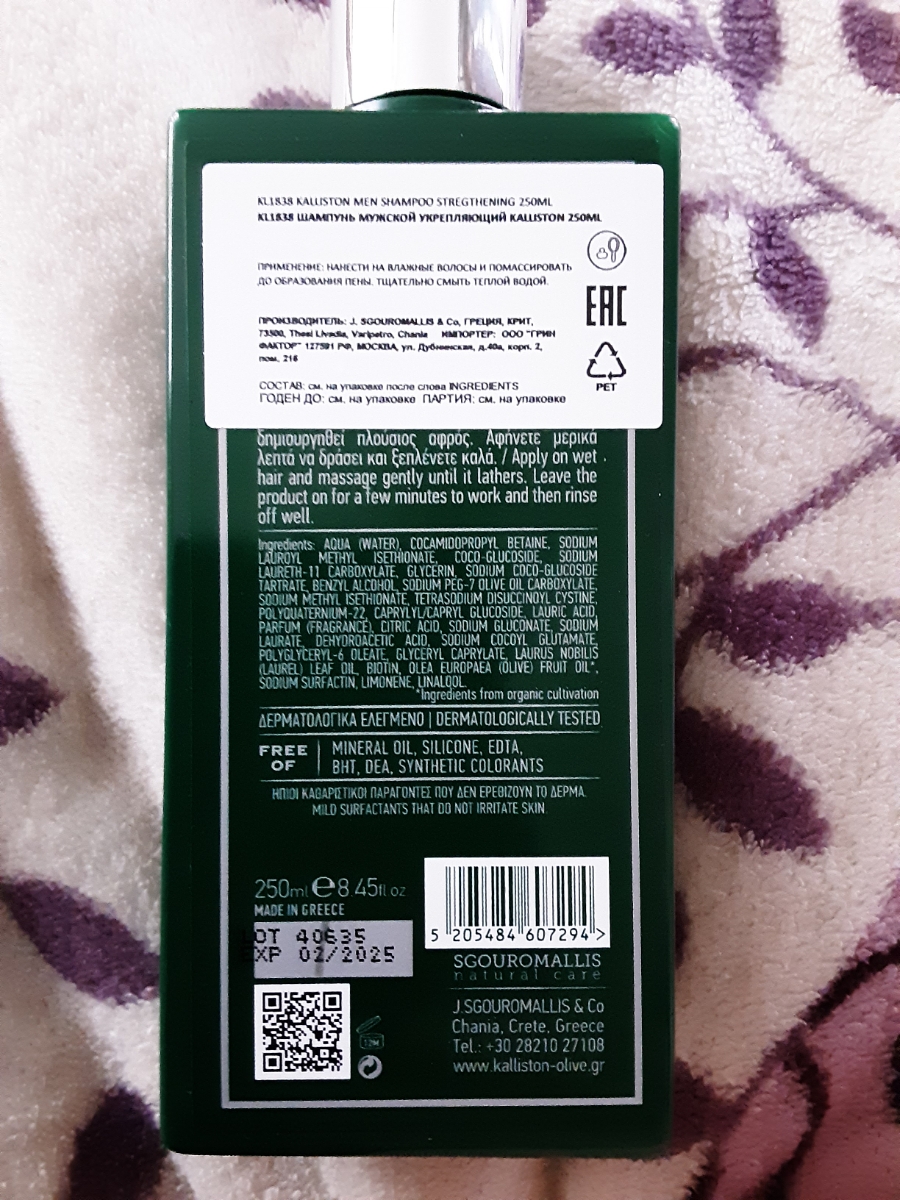 KL1838 KALLISTON MEN SHAMPOO STREGTHENING 250ML
KL1838 ШАМПУНЬ МУЖСКОЙ УКРЕПЛЯЮЩИЙ KALLISTON 250ML
ПРИМЕНЕНИЕ: НАНЕСТИ НА ВЛАЖНЫЕ ВОЛОСЫ И ПОМАССИРОВАТЬ
ДО ОБРАЗОВАНИЯ ПЕНЫ. ТЩАТЕЛЬНО СМЫТЬ ТЕПЛОЙ ВОДОЙ.
EAC
ПРОИЗВОДИТЕЛЬ: J. SGOUROMALLIS & Co, ГРЕЦИЯ, КРИТ,
73500, Thesi Livadia, Varipetro, Chania ИМПОРТЕР: ООО "ГРИН
ФАКТОР" 127591 РФ, МОСКВА, ул. Дубнинская, д.40а, корп. 2,
пом. 216
PET
СОСТАВ: см. на упаковке после слова INGREDIENTS
ГОДЕН ДО: см. на упаковке ПАРТИЯ: см. на упаковке
δημιουργηθεί πλούσιος αφρός. Αφήνετε μερικά
λεπτά να δράσει και ξεπλένετε καλά. / Apply on wet
hair and massage gently until it lathers. Leave the
product on for a few minutes to work and then rinse
off well.
Ingredients: AQUA (WATER), COCAMIDOPROPYL BETAINE, SODIUM
LAUROYL METHYL ISETHIONATE, COCO-GLUCOSIDE, SODIUM
LAURETH-11 CARBOXYLATE, GLYCERIN, SODIUM COCO-GLUCOSIDE
TARTRATE, BENZYL ALCOHOL, SODIUM PEG-7 OLIVE OIL CARBOXYLATE,
SODIUM METHYL ISETHIONATE, TETRASODIUM DISUCCINOYL CYSTINE,
POLYQUATERNIUM-22, CAPRYLYL/CAPRYL GLUCOSIDE, LAURIC ACID,
PARFUM (FRAGRANCE), CITRIC ACID, SODIUM GLUCONATE, SODIUM
LAURATE, DEHYDROACETIC ACID, SODIUM COCOYL GLUTAMATE,
POLYGLYCERYL-6 OLEATE, GLYCERYL CAPRYLATE, LAURUS NOBILIS
(LAUREL) LEAF OIL, BIOTIN, OLEA EUROPAEA (OLIVE) FRUIT OIL*,
SODIUM SURFACTIN, LIMONENE, LINALOOL.
*Ingredients from organic cultivation
ΔΕΡΜΑΤΟΛΟΓΙΚΑ ΕΛΕΓΜΕΝΟ | DERMATOLOGICALLY TESTED
FREE OF
MINERAL OIL, SILICONE, EDTA,
BHT, DEA, SYNTHETIC COLORANTS
ΗΠΙΟΙ ΚΑΘΑΡΙΣΤΙΚΟΙ ΠΑΡΑΓΟΝΤΕΣ ΠΟΥ ΔΕΝ ΕΡΕΘΙΖΟΥΝ ΤΟ ΔΕΡΜΑ.
MILD SURFACTANTS THAT DO NOT IRRITATE SKIN.
250ml e 8.45fl oz
MADE IN GREECE
LOT 40635
EXP 02/2025
5 205484 607294 >
SGOUROMALLIS
natural care
12M
J.SGOUROMALLIS & Co
Chania, Crete, Greece
Tel.: +30 28210 27108
www.kalliston-olive.gr